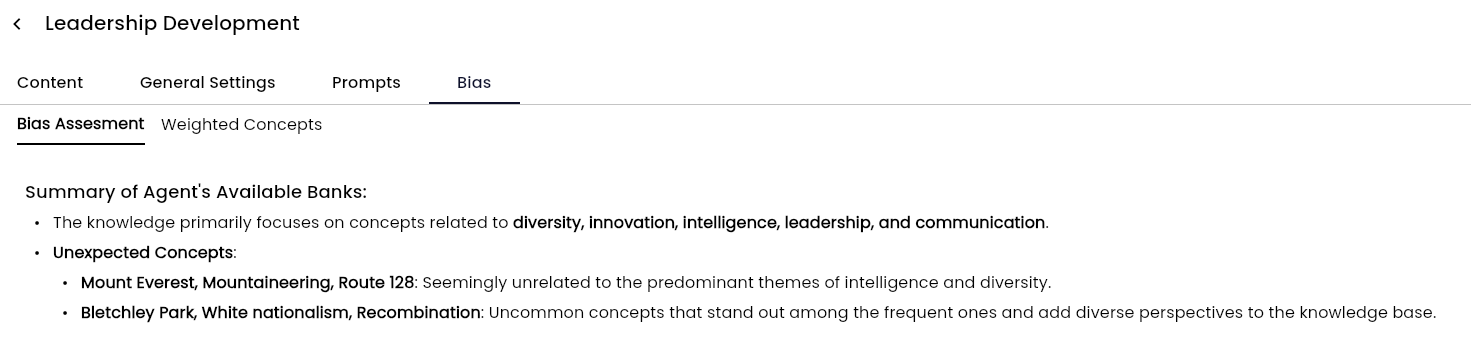 Leadership Development
Content General Settings Prompts Bias
Bias Assesment Weighted Concepts
Summary of Agent's Available Banks:
• The knowledge primarily focuses on concepts related to diversity, innovation, intelligence, leadership, and communication.
• Unexpected Concepts:
• Mount Everest, Mountaineering, Route 128: Seemingly unrelated to the predominant themes of intelligence and diversity.
• Bletchley Park, White nationalism, Recombination: Uncommon concepts that stand out among the frequent ones and add diverse perspectives to the knowledge base.